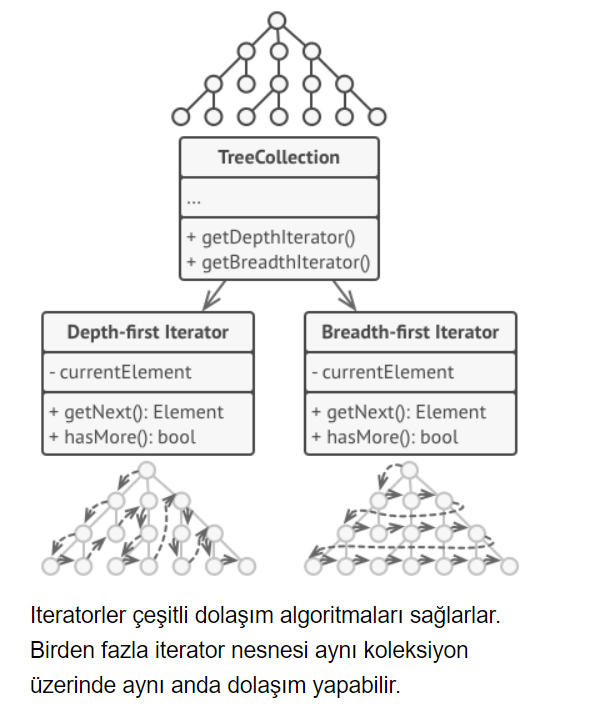 TreeCollection
...
+ getDepthIterator()
+ getBreadthIterator()
Depth-first Iterator
- currentElement
+ getNext(): Element
+ hasMore(): bool
Breadth-first Iterator
- currentElement
+ getNext(): Element
+ hasMore(): bool
Iteratorler çeşitli dolaşım algoritmaları sağlarlar.
Birden fazla iterator nesnesi aynı koleksiyon
üzerinde aynı anda dolaşım yapabilir.